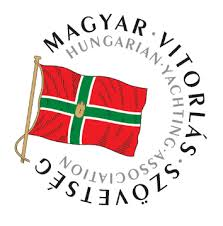 MAGYAR · VITORLÁS · SZÖVETSÉG
HUNGARIAN · YACHTING · ASSOCIATION